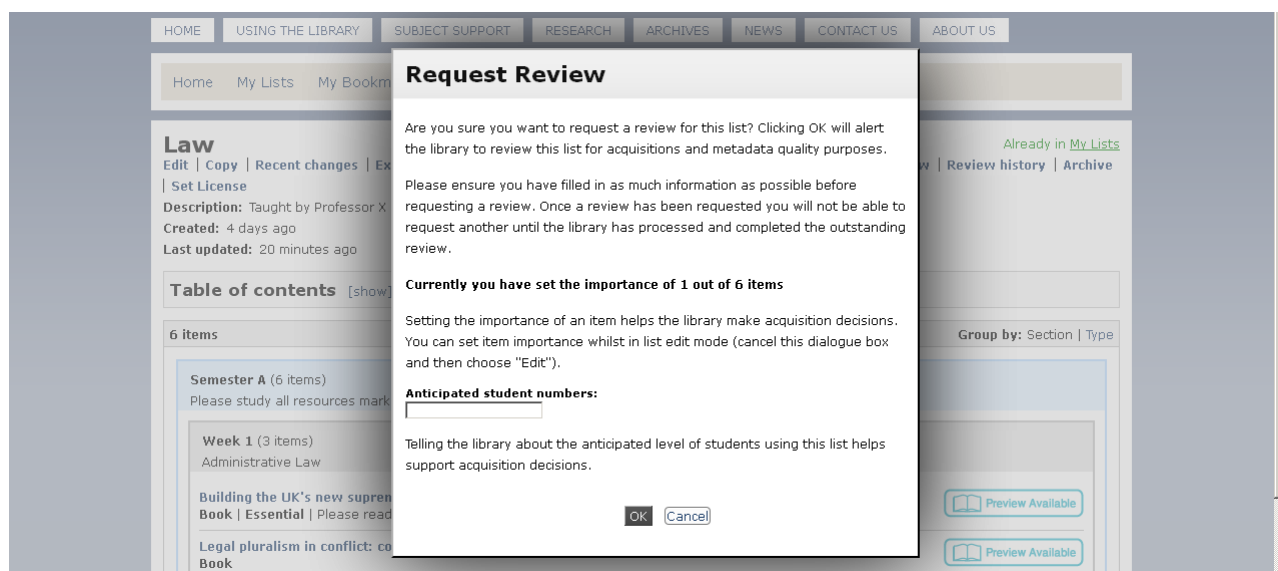 HOME USING THE LIBRARY SUBJECT SUPPORT RESEARCH ARCHIVES NEWS CONTACT US ABOUT US
Home My Lists My Bookm
Request Review
Are you sure you want to request a review for this list? Clicking OK will alert
the library to review this list for acquisitions and metadata quality purposes.
Please ensure you have filled in as much information as possible before
requesting a review. Once a review has been requested you will not be able to
request another until the library has processed and completed the outstanding
review.
Currently you have set the importance of 1 out of 6 items
Setting the importance of an item helps the library make acquisition decisions.
You can set item importance whilst in list edit mode (cancel this dialogue box
and then choose "Edit").
Anticipated student numbers:
Telling the library about the anticipated level of students using this list helps
support acquisition decisions.
OK Cancel
Law
Already in My Lists
Edit | Copy | Recent changes | Ex
w | Review history | Archive
| Set License
Description: Taught by Professor X
Created: 4 days ago
Last updated: 20 minutes ago
Table of contents [show]
6 items
Group by: Section | Type
Semester A (6 items)
Please study all resources mark
Week 1 (3 items)
Administrative Law
Building the UK's new supren
Book | Essential | Please read
Preview Available
Legal pluralism in conflict: co
Book
Preview Available